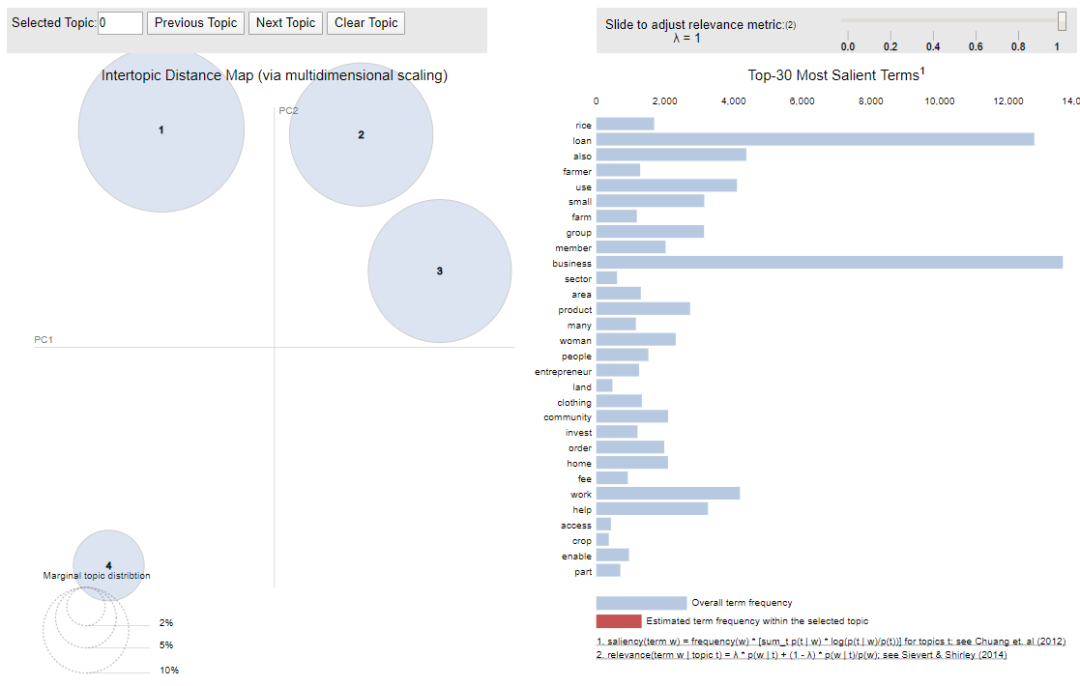 Selected Topic: 0 Previous Topic Next Topic Clear Topic
Slide to adjust relevance metric:(2)
λ = 1
0.0 0.2 0.4 0.6 0.8 1
Intertopic Distance Map (via multidimensional scaling)
PC2
PC1
1
2
3
4
Marginal topic distribtion
2%
5%
10%
Top-30 Most Salient Terms1
0 2,000 4,000 6,000 8,000 10,000 12,000 14,0
rice
loan
also
farmer
use
small
farm
group
member
business
sector
area
product
many
woman
people
entrepreneur
land
clothing
community
invest
order
home
fee
work
help
access
crop
enable
part
Overall term frequency
Estimated term frequency within the selected topic
1. saliency(term w) = frequency(w) * [sum_t p(t | w) * log(p(t | w)/p(t))] for topics t; see Chuang et. al (2012)
2. relevance(term w | topic t) = λ * p(w | t) + (1 - λ) * p(w | t)/p(w); see Sievert & Shirley (2014)